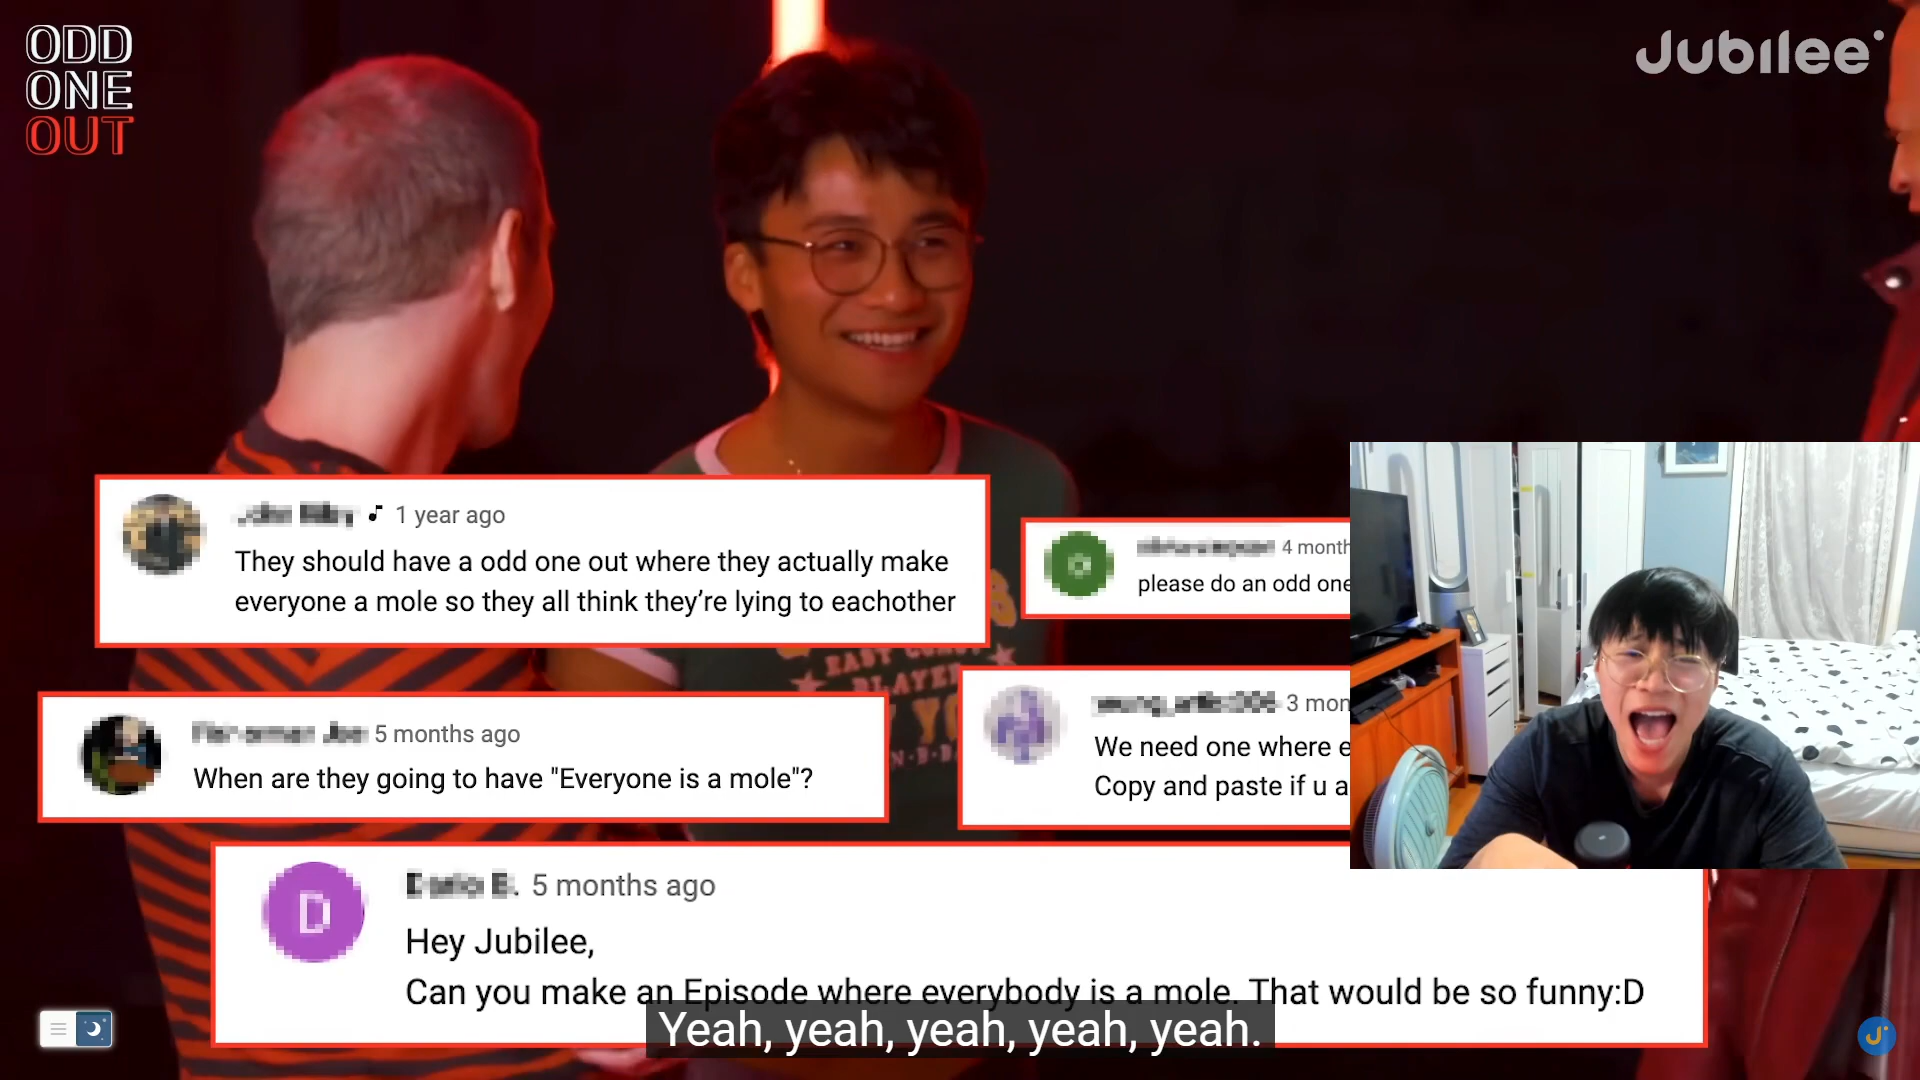 ODD
ONE
OUT
Jubilee
1 year ago
They should have a odd one out where they actually make
everyone a mole so they all think they're lying to eachother
4 month
please do an odd one
5 months ago
When are they going to have "Everyone is a mole"?
3 mon
We need one where e
Copy and paste if u a
EAST COAST
PLAYE
D
5 months ago
Hey Jubilee,
Can you make an Episode where everybody is a mole. That would be so funny:D
Yeah, yeah, yeah, yeah, yeah.